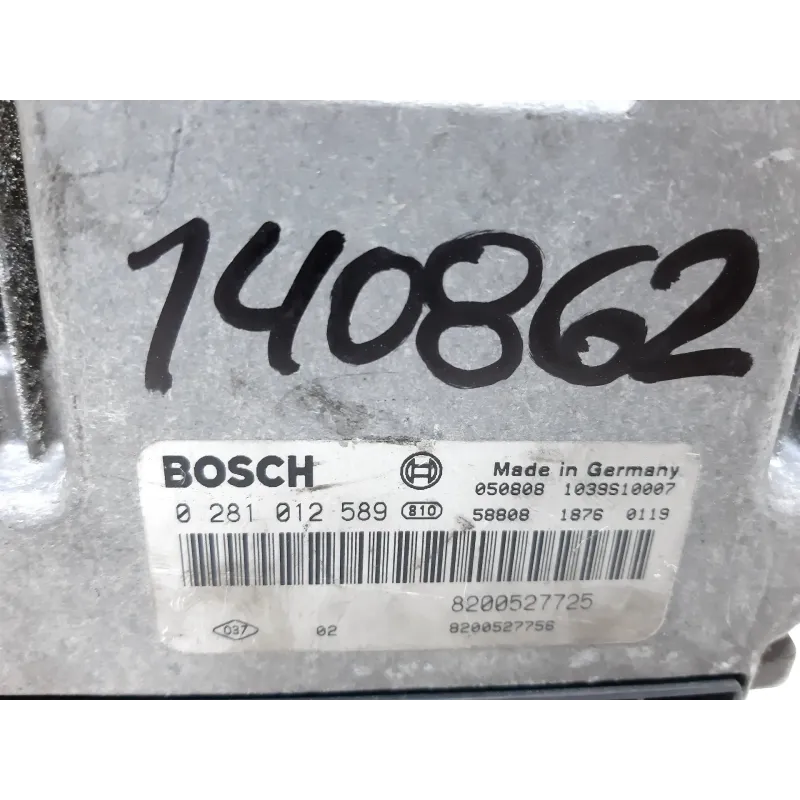 140862
BOSCH
Made in Germany
050808 1039S10007
0 281 012 589 810
58808 1876 0119
8200527725
037 02 8200527756